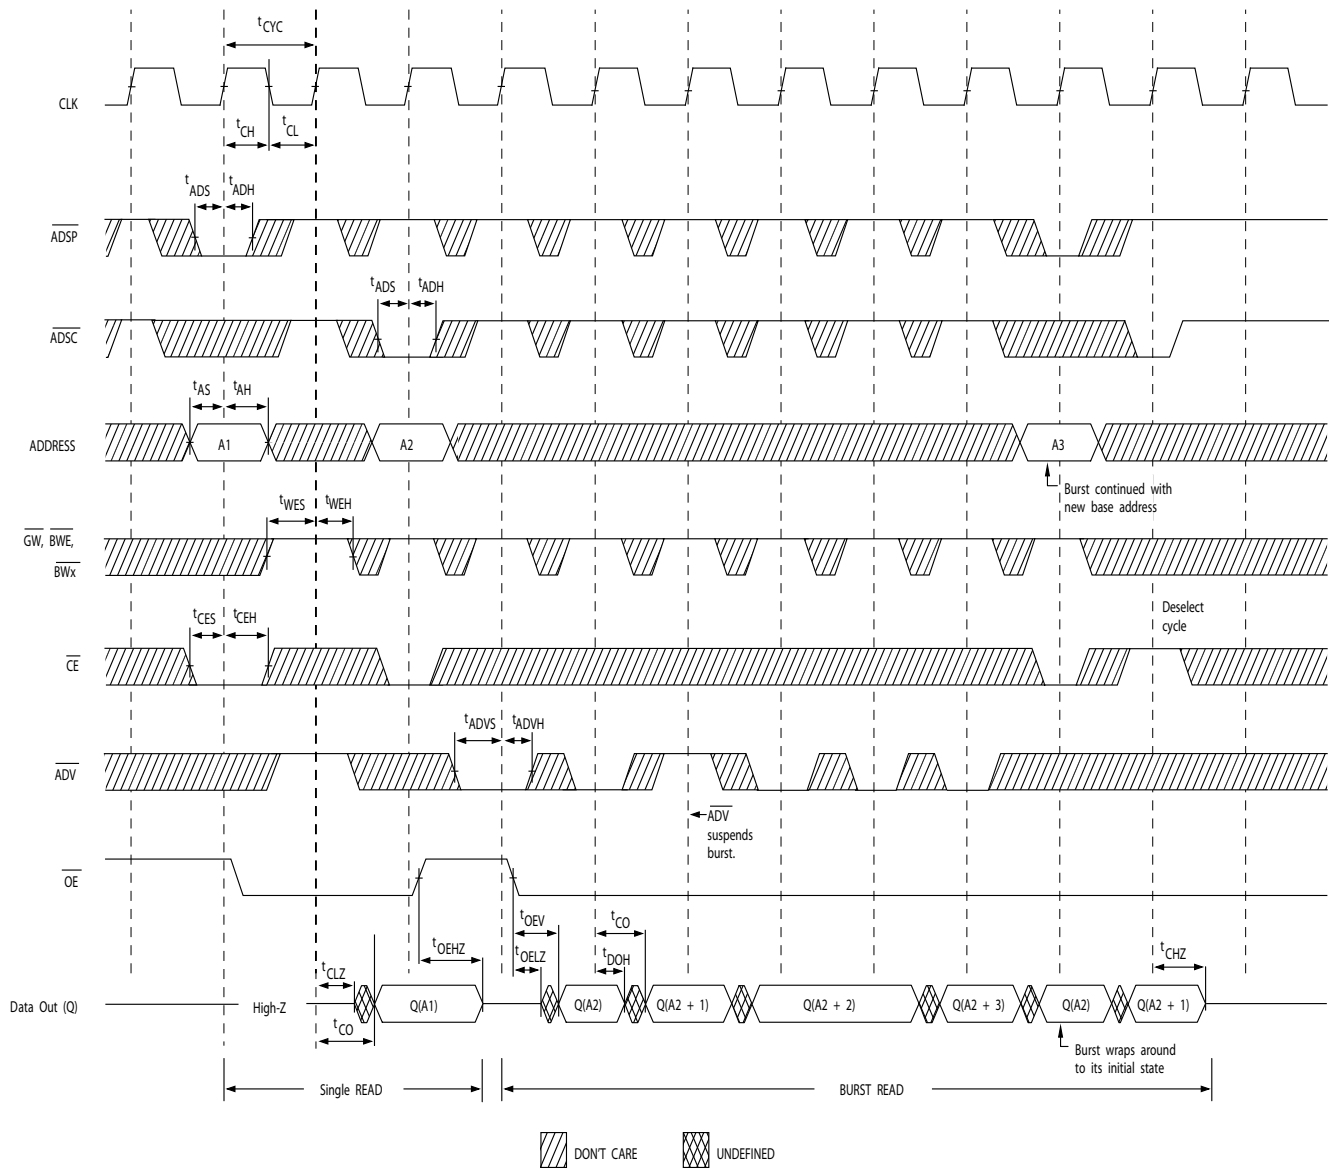 tCYC
CLK
tCH tCL
tADS tADH
ADSP
tADS tADH
ADSC
tAS tAH
ADDRESS A1 A2 A3
Burst continued with
new base address
tWES tWEH
GW, BWE,
BWx
tCES tCEH
Deselect
cycle
CE
tADVS tADVH
ADV
ADV
suspends
burst.
OE
tOEV tCO
tOEHZ tOELZ tDOH tCHZ
tCLZ
Data Out (Q) High-Z Q(A1) Q(A2) Q(A2 + 1) Q(A2 + 2) Q(A2 + 3) Q(A2) Q(A2 + 1)
tCO
Burst wraps around
to its initial state
Single READ BURST READ
DON'T CARE UNDEFINED